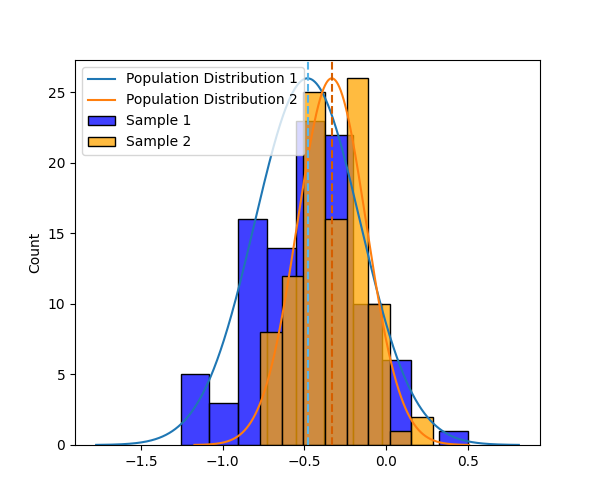 Population Distribution 1
Population Distribution 2
Sample 1
Sample 2
Count
25
20
15
10
5
0
−1.5 −1.0 −0.5 0.0 0.5